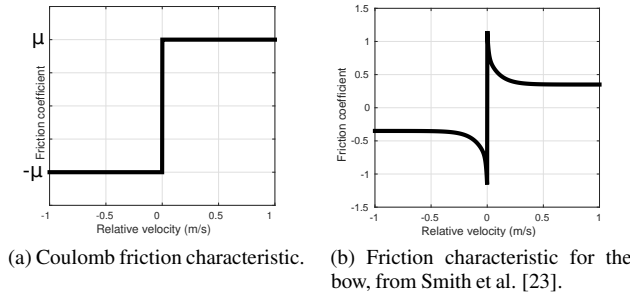 μ
-μ
Friction coefficient
-1
-0.5
0
0.5
1
Relative velocity (m/s)
(a) Coulomb friction characteristic.
1.5
1
0.5
0
-0.5
-1
-1.5
Friction coefficient
-1
-0.5
0
0.5
1
Relative velocity (m/s)
(b) Friction characteristic for the
bow, from Smith et al. [23].